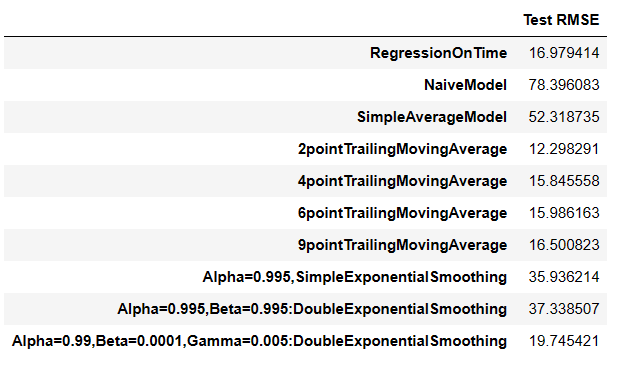 Test RMSE
RegressionOnTime 16.979414
NaiveModel 78.396083
SimpleAverageModel 52.318735
2pointTrailingMovingAverage 12.298291
4pointTrailingMovingAverage 15.845558
6pointTrailingMovingAverage 15.986163
9pointTrailingMovingAverage 16.500823
Alpha=0.995,SimpleExponentialSmoothing 35.936214
Alpha=0.995,Beta=0.995:DoubleExponentialSmoothing 37.338507
Alpha=0.99,Beta=0.0001,Gamma=0.005:DoubleExponentialSmoothing 19.745421